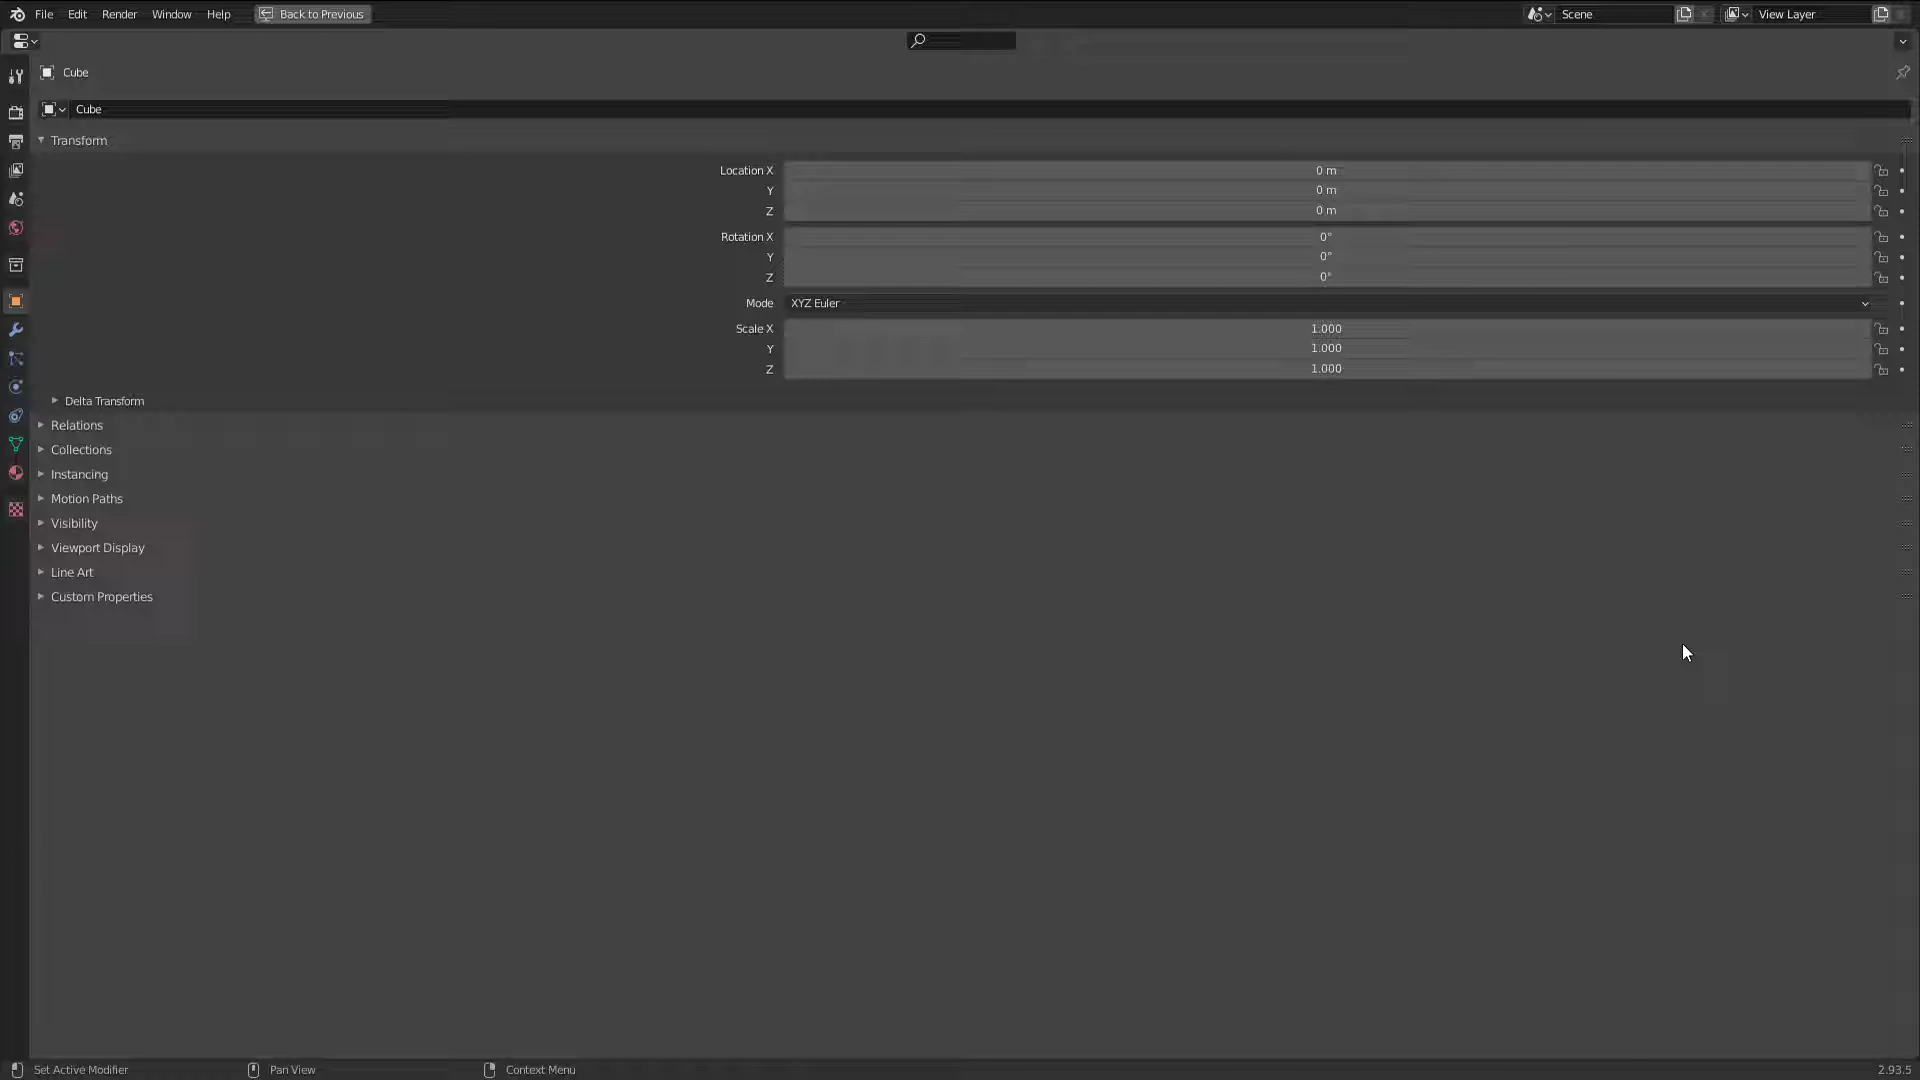 File Edit Render Window Help Back to Previous Scene View Layer
Cube
Cube
Transform
Location X 0 m
Y 0 m
Z 0 m
Rotation X 0°
Y 0°
Z 0°
Mode XYZ Euler
Scale X 1.000
Y 1.000
Z 1.000
Delta Transform
Relations
Collections
Instancing
Motion Paths
Visibility
Viewport Display
Line Art
Custom Properties
Set Active Modifier Pan View Context Menu 2.93.5